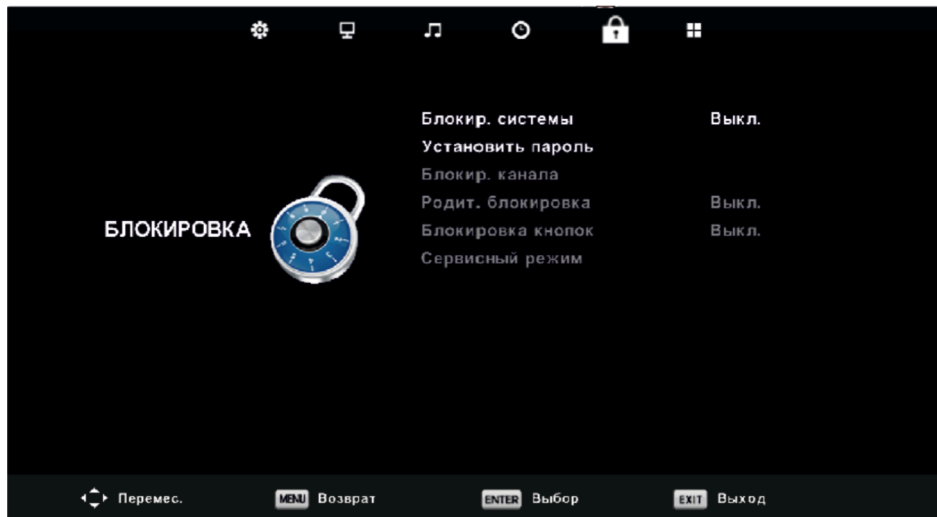 Блокир. системы Выкл.
Установить пароль
Блокир. канала
Родит. блокировка Выкл.
БЛОКИРОВКА
Блокировка кнопок Выкл.
Сервисный режим
Перемес. MENU Возврат ENTER Выбор EXIT Выход